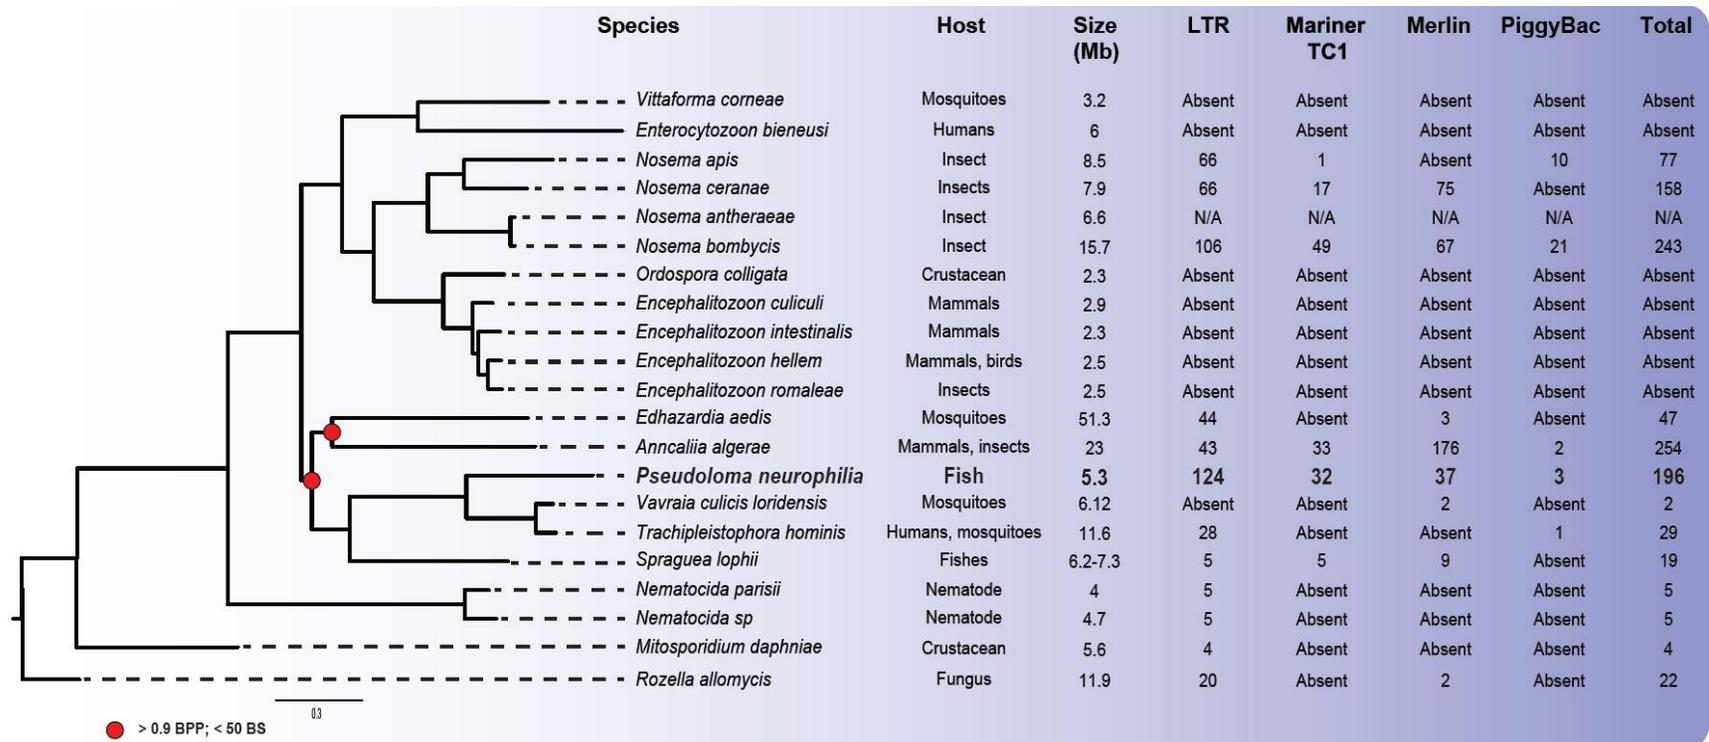 Species Host Size (Mb) LTR Mariner TC1 Merlin PiggyBac Total
Vittaforma corneae Mosquitoes 3.2 Absent Absent Absent Absent Absent
Enterocytozoon bieneusi Humans 6 Absent Absent Absent Absent Absent
Nosema apis Insect 8.5 66 1 Absent 10 77
Nosema ceranae Insects 7.9 66 17 75 Absent 158
Nosema antheraeae Insect 6.6 N/A N/A N/A N/A N/A
Nosema bombycis Insect 15.7 106 49 67 21 243
Ordospora colligata Crustacean 2.3 Absent Absent Absent Absent Absent
Encephalitozoon culiculi Mammals 2.9 Absent Absent Absent Absent Absent
Encephalitozoon intestinalis Mammals 2.3 Absent Absent Absent Absent Absent
Encephalitozoon hellem Mammals, birds 2.5 Absent Absent Absent Absent Absent
Encephalitozoon romaleae Insects 2.5 Absent Absent Absent Absent Absent
Edhazardia aedis Mosquitoes 51.3 44 Absent 3 Absent 47
Anncaliia algerae Mammals, insects 23 43 33 176 2 254
Pseudoloma neurophilia Fish 5.3 124 32 37 3 196
Vavraia culicis loridensis Mosquitoes 6.12 Absent Absent 2 Absent 2
Trachipleistophora hominis Humans, mosquitoes 11.6 28 Absent Absent 1 29
Spraguea lophii Fishes 6.2-7.3 5 5 9 Absent 19
Nematocida parisii Nematode 4 5 Absent Absent Absent 5
Nematocida sp Nematode 4.7 5 Absent Absent Absent 5
Mitosporidium daphniae Crustacean 5.6 4 Absent Absent Absent 4
Rozella allomycis Fungus 11.9 20 Absent 2 Absent 22
0.3
> 0.9 BPP; < 50 BS